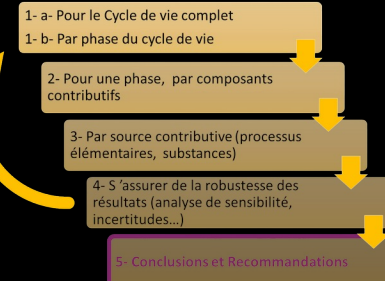 1- a- Pour le Cycle de vie complet
1- b- Par phase du cycle de vie
2- Pour une phase, par composants
contributifs
3- Par source contributive (processus
élémentaires, substances)
4- S ’assurer de la robustesse des
résultats (analyse de sensibilité,
incertitudes...)
5- Conclusions et Recommandations